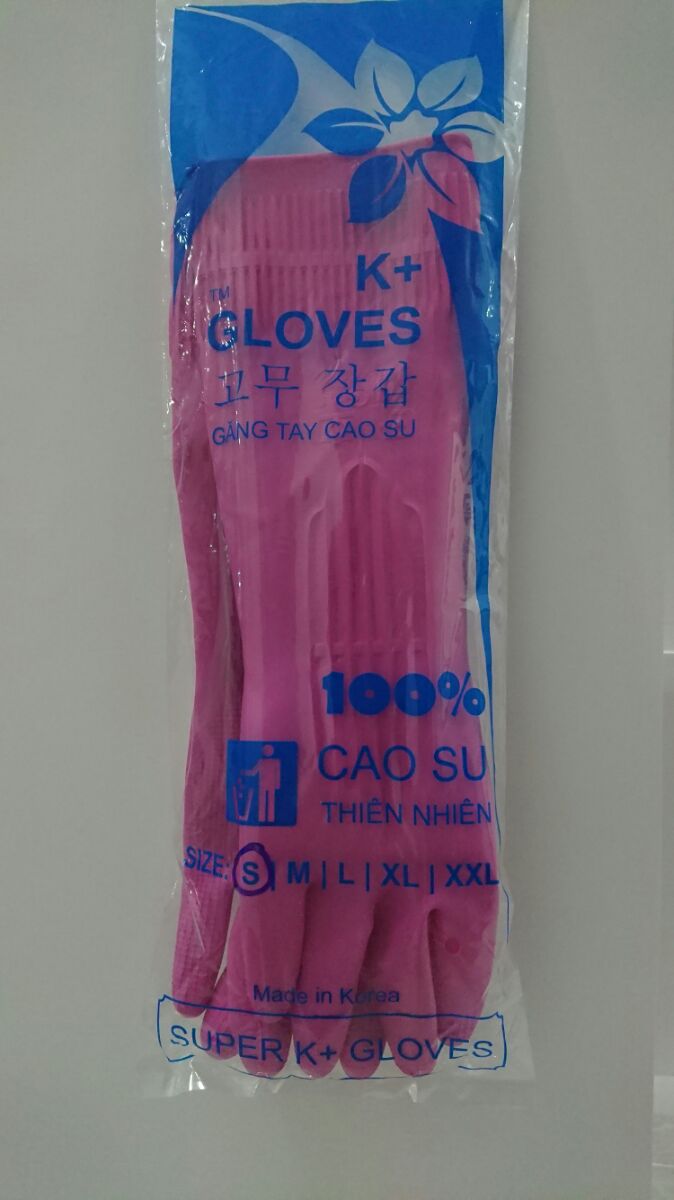 K+
TM
GLOVES
고무 장갑
GĂNG TAY CAO SU
100%
CAO SU
THIÊN NHIÊN
SIZE: S | M | L | XL | XXL
Made in Korea
SUPER K+ GLOVES